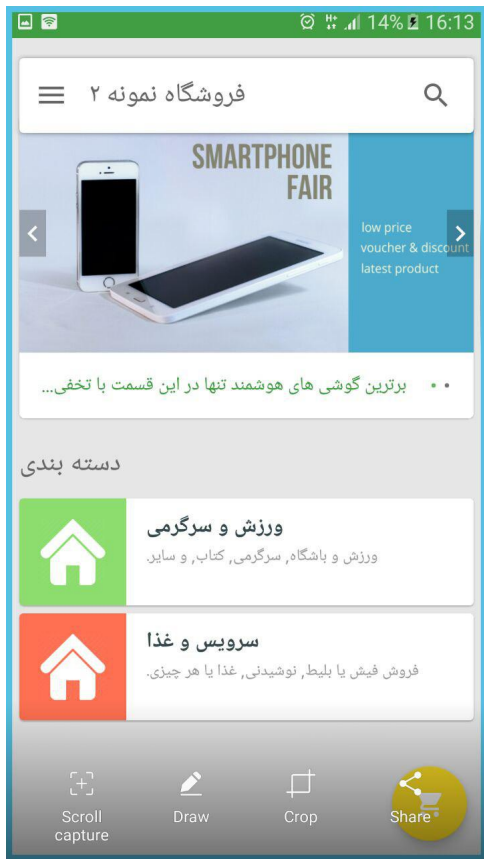 14% 16:13
فروشگاه نمونه ۲
SMARTPHONE
FAIR
low price
voucher & discount
latest product
برترین گوشی های هوشمند تنها در این قسمت با تخفی...
دسته بندی
ورزش و سرگرمی
ورزش و باشگاه, سرگرمی, کتاب, و سایر.
سرویس و غذا
فروش فیش یا بلیط, نوشیدنی, غذا یا هر چیزی.
Scroll capture
Draw
Crop
Share